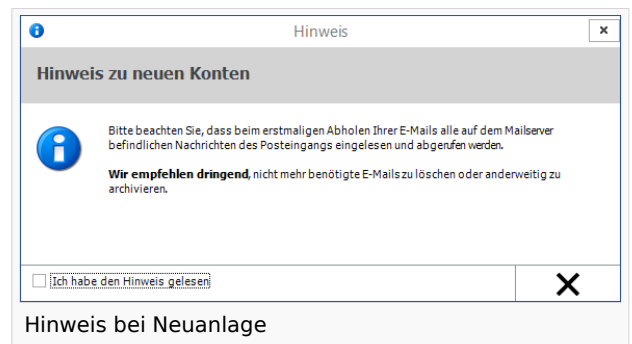 Hinweis
Hinweis zu neuen Konten
Bitte beachten Sie, dass beim erstmaligen Abholen Ihrer E-Mails alle auf dem Mailserver
befindlichen Nachrichten des Posteingangs eingelesen und abgerufen werden.
Wir empfehlen dringend, nicht mehr benötigte E-Mails zu löschen oder anderweitig zu
archivieren.
Ich habe den Hinweis gelesen
Hinweis bei Neuanlage